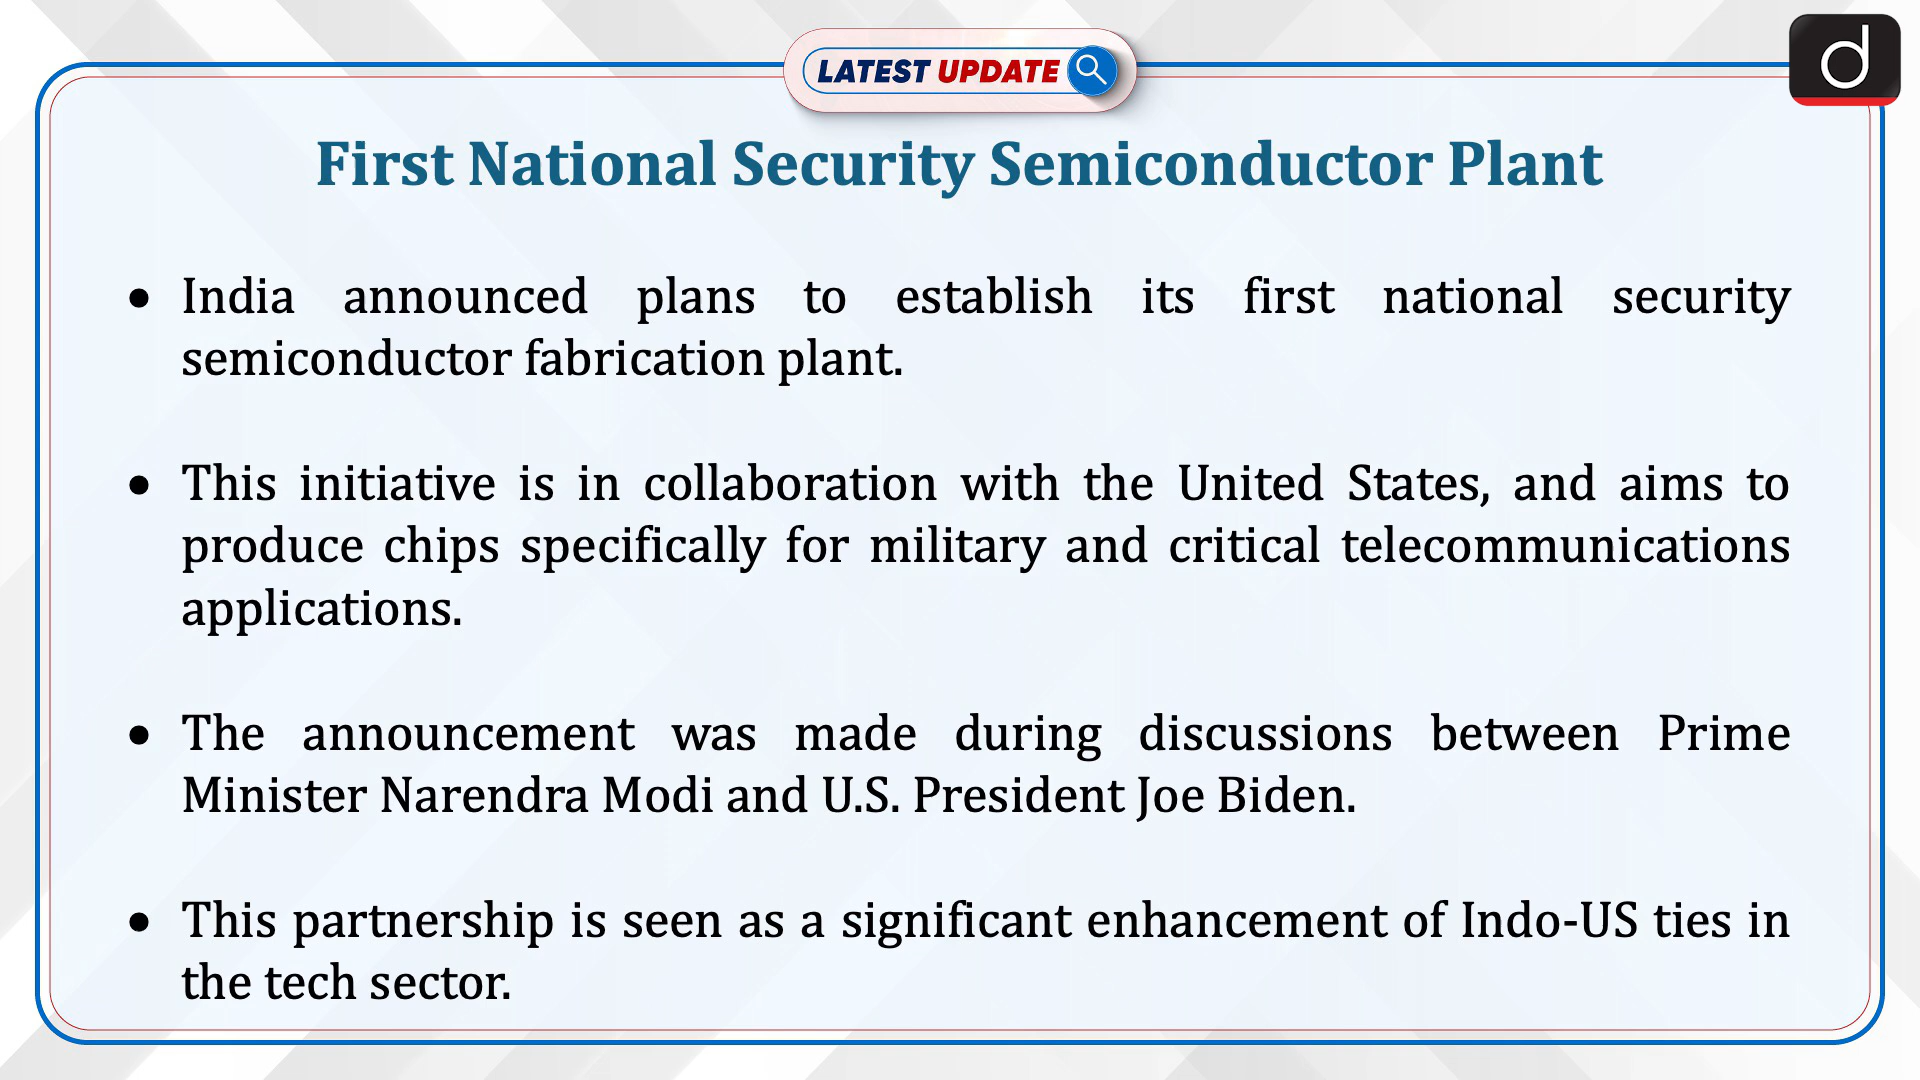 LATEST UPDATE
d
First National Security Semiconductor Plant
● India announced plans to establish its first national security
semiconductor fabrication plant.
● This initiative is in collaboration with the United States, and aims to
produce chips specifically for military and critical telecommunications
applications.
● The announcement was made during discussions between Prime
Minister Narendra Modi and U.S. President Joe Biden.
● This partnership is seen as a significant enhancement of Indo-US ties in
the tech sector.